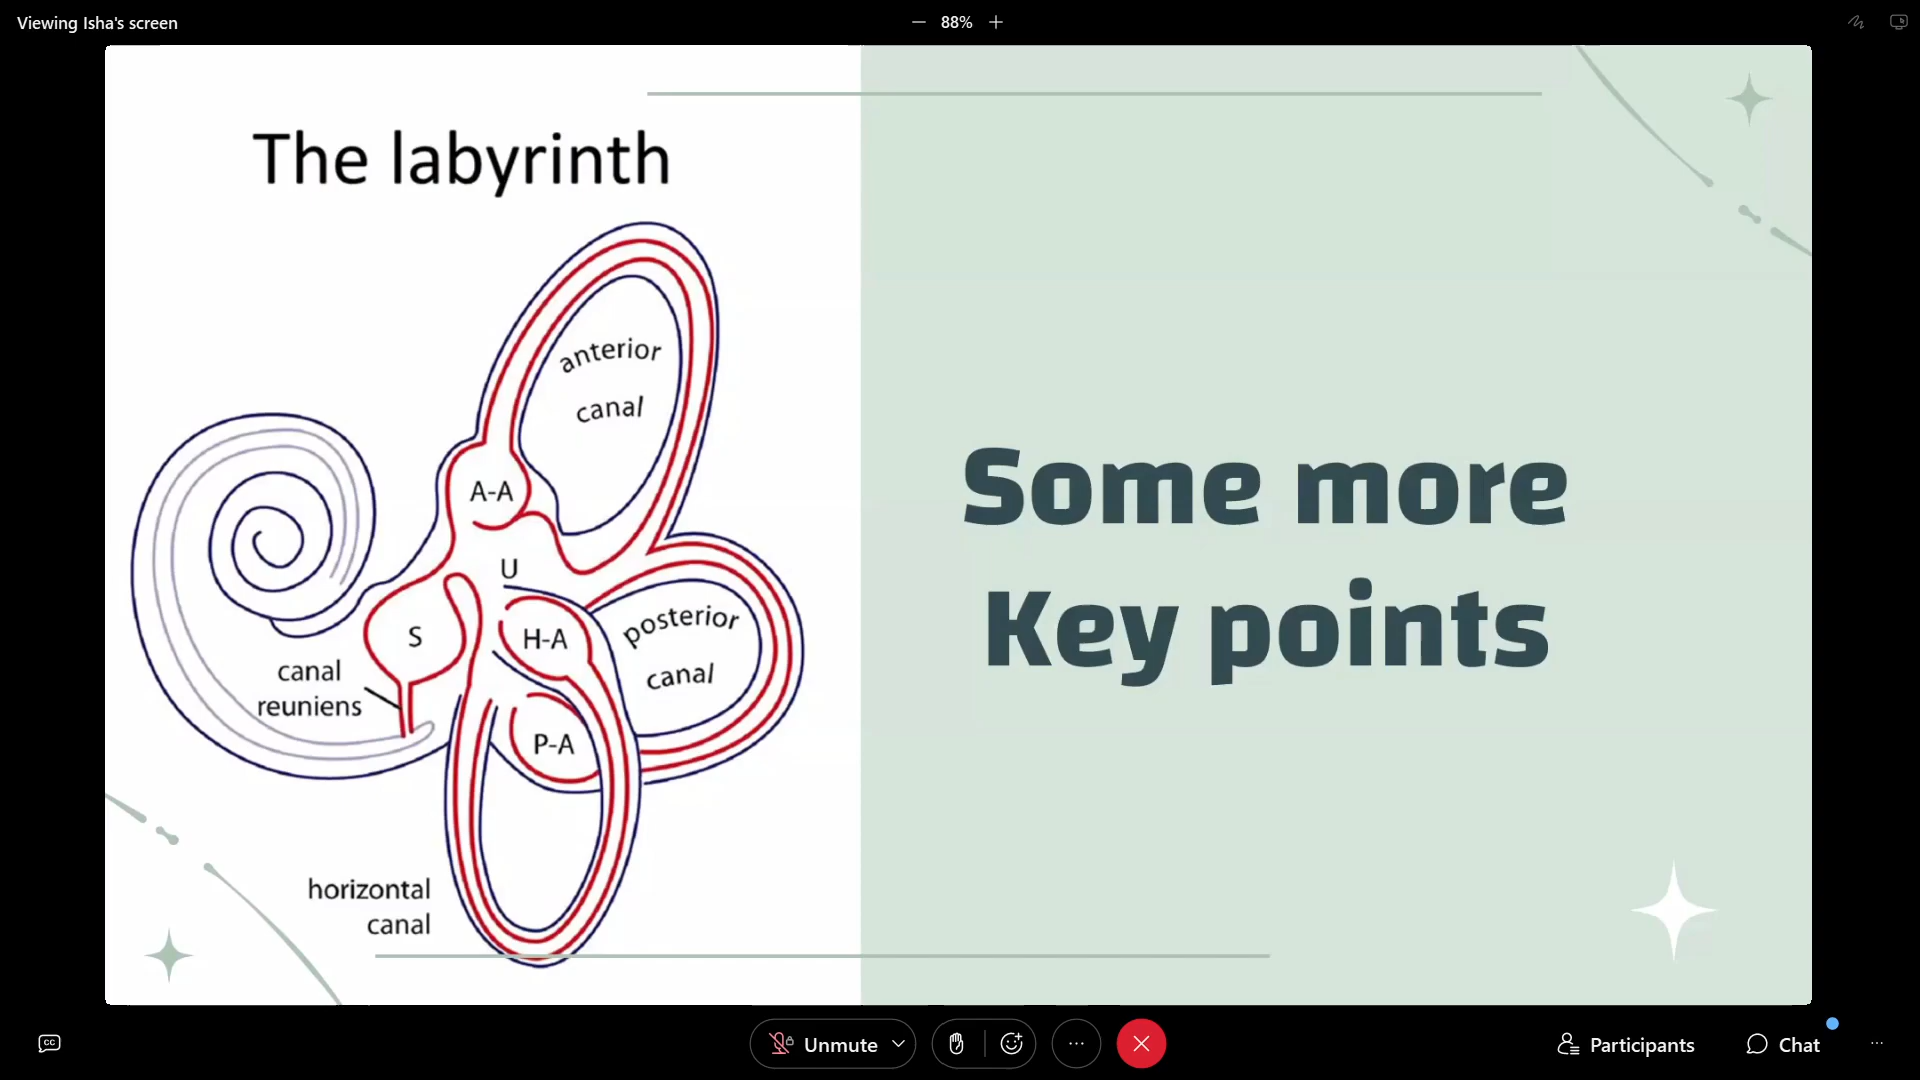 Viewing Isha's screen
88%
The labyrinth
anterior
canal
A-A
U
S
H-A
posterior
canal
canal
reuniens
P-A
horizontal
canal
Some more
Key points
CC
Unmute
Participants
Chat